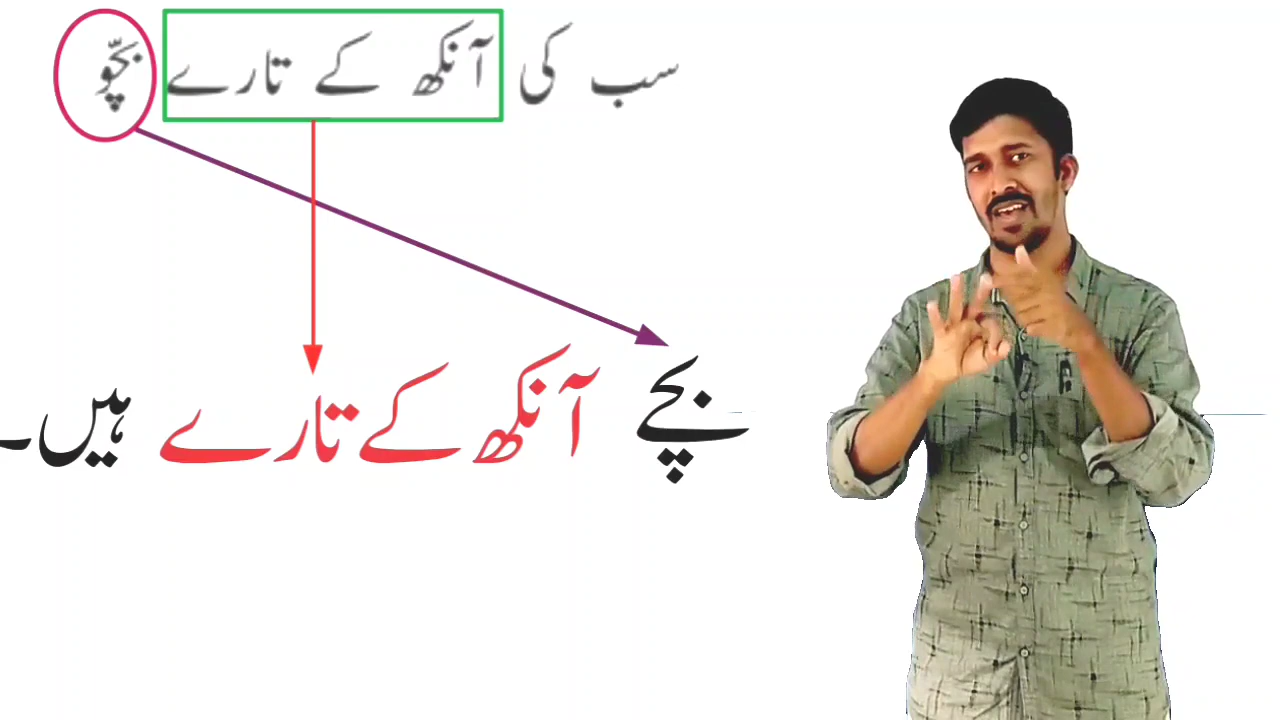 سب کی آنکھ کے تارے بچّو
بچے آنکھ کے تارے ہیں۔